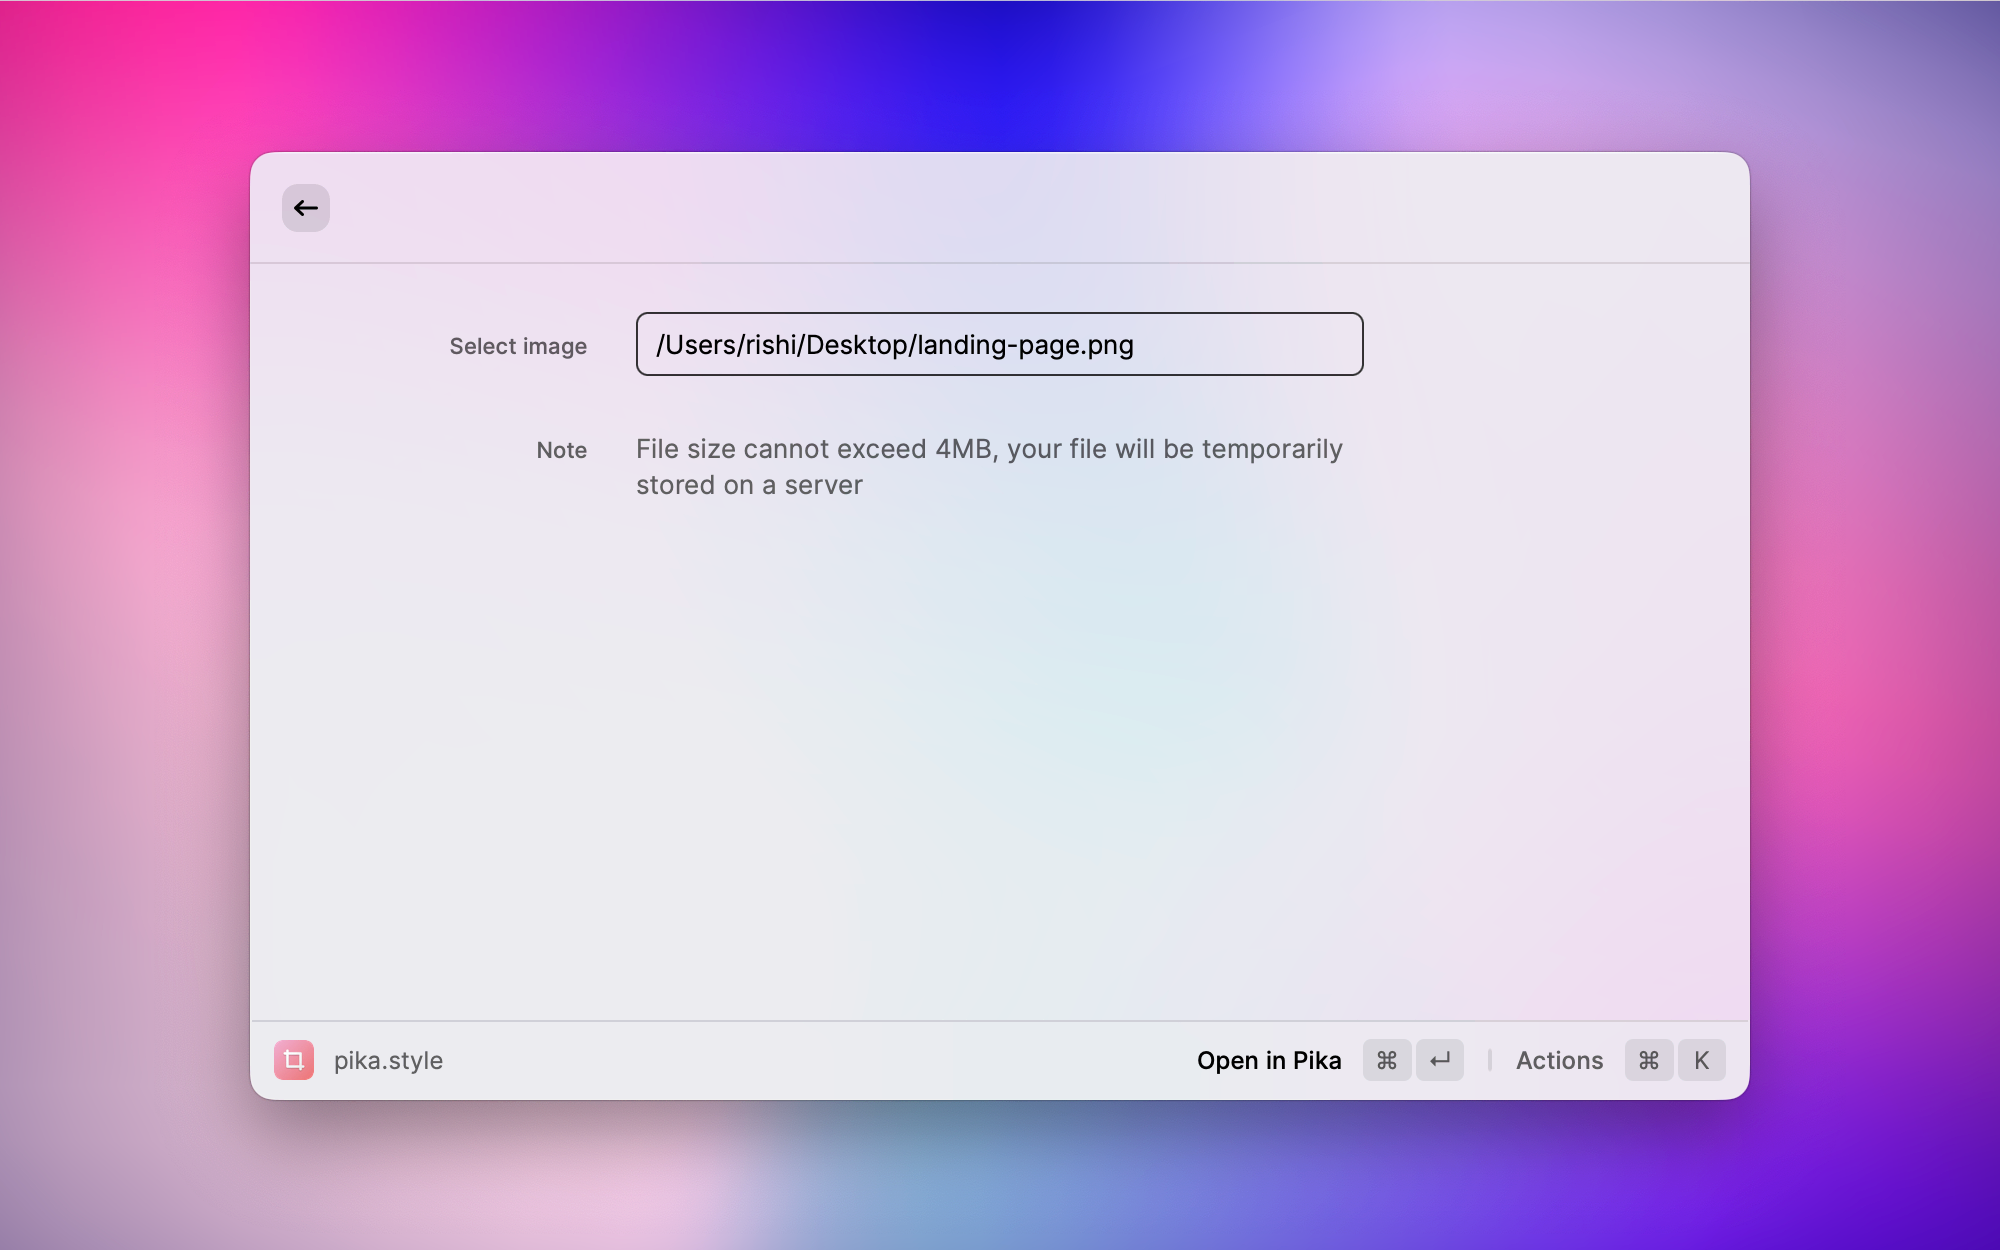 Select image
/Users/rishi/Desktop/landing-page.png
Note
File size cannot exceed 4MB, your file will be temporarily
stored on a server
pika.style
Open in Pika ⌘ ↵ | Actions ⌘ K